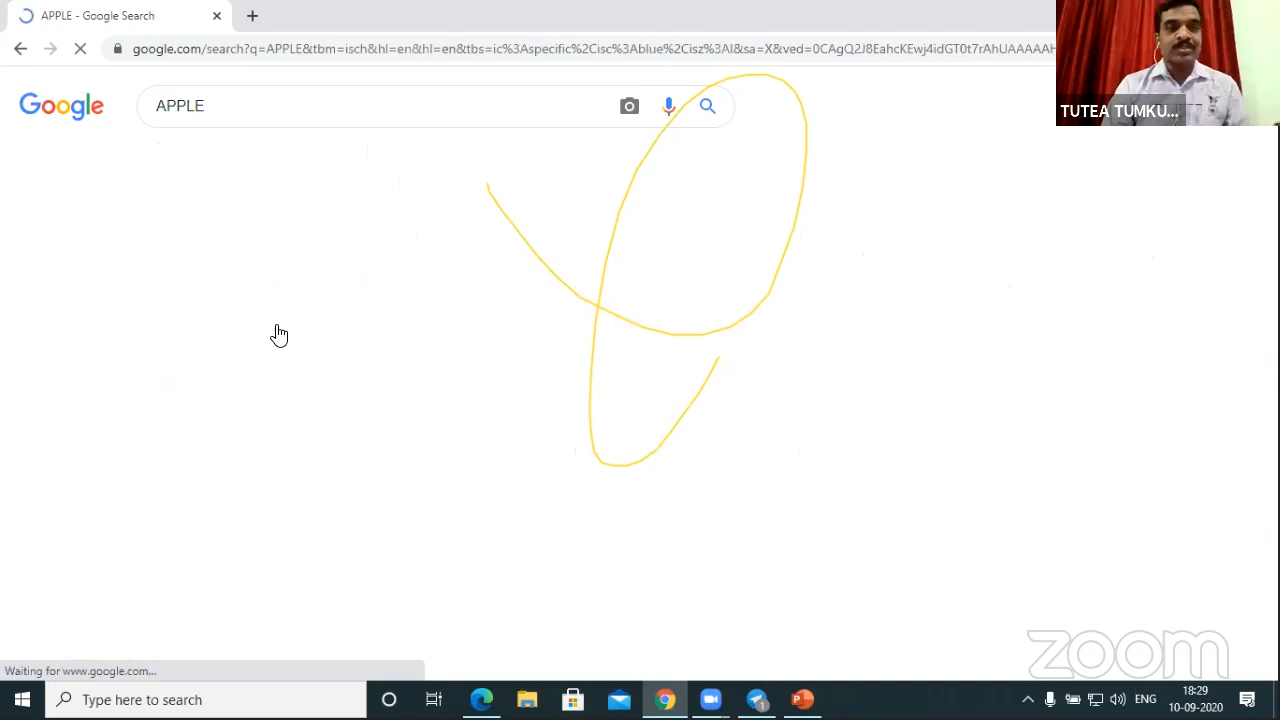 APPLE - Google Search
google.com/search?q=APPLE&tbm=isch&hl=en&hl=en&tbs=ic%3Aspecific%2Cisc%3Ablue%2Cisz%3Al&sa=X&ved=0CAgQ2J8EahcKEwj4idGT0t7rAhUAAAAAH
Google
APPLE
TUTEA TUMKU...
zoom
Waiting for www.google.com...
Type here to search
1
ENG
18:29
10-09-2020